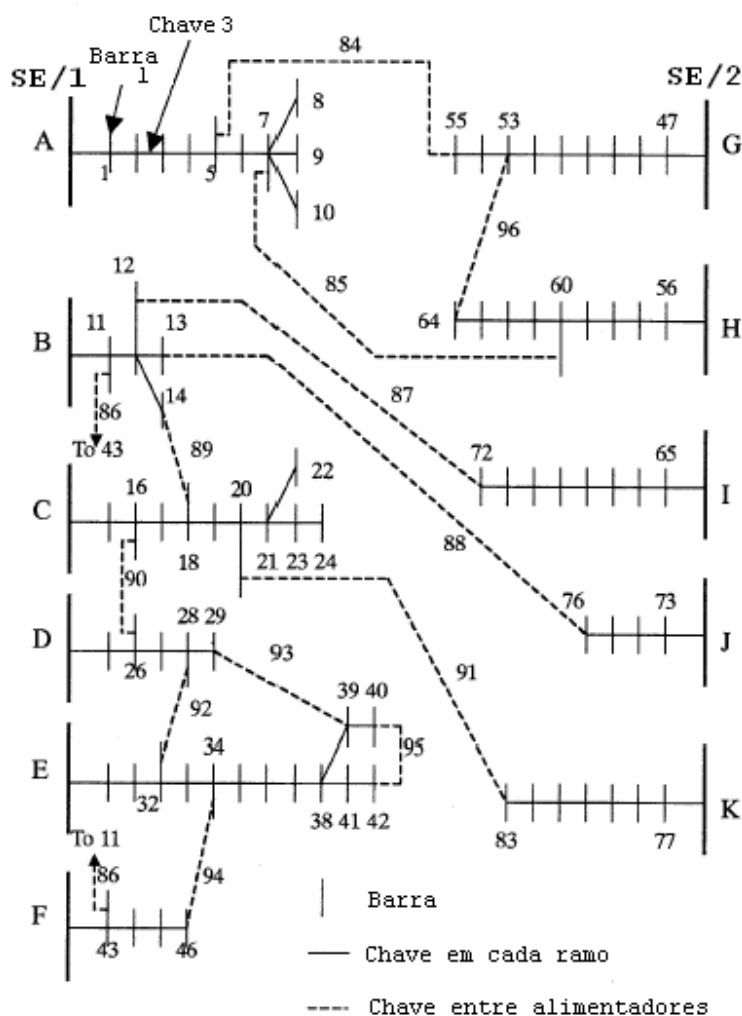 Chave 3
Barra
1
SE/1
SE/2
84
8
7
55 53 47
A
9
G
1
5
10
96
12
85
60 56
64
H
11 13
B
14
87
86
To 43
89
72 65
22
16 20
C
I
88
18 21 23 24
90
76 73
28 29
D
J
93
91
26
92
39 40
34
95
E
K
32
38 41 42
83 77
To 11
86
94
F
43 46
Barra
Chave em cada ramo
Chave entre alimentadores